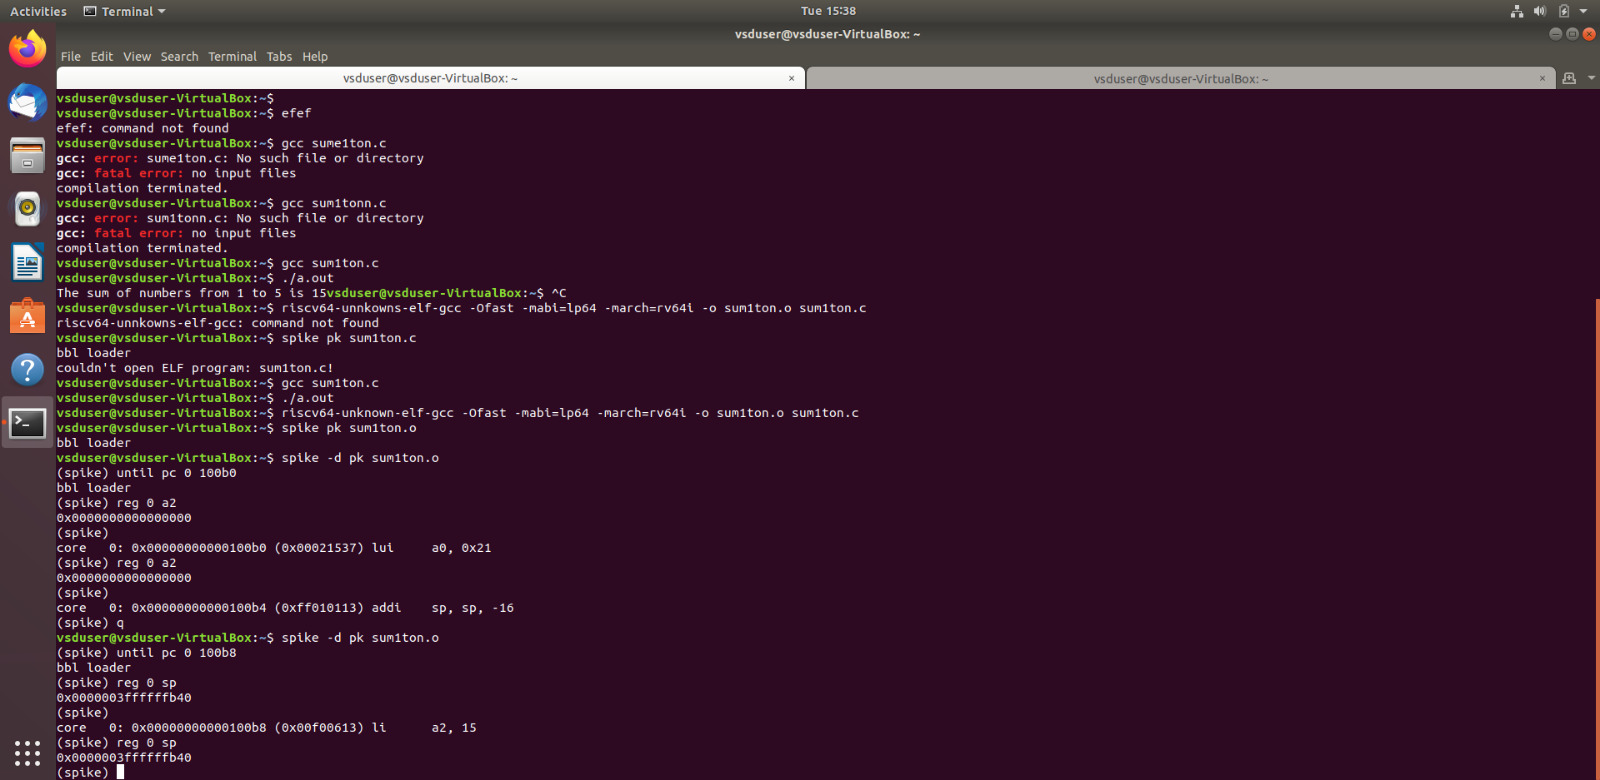 Activities Terminal Tue 15:38
vsduser@vsduser-VirtualBox: ~
File Edit View Search Terminal Tabs Help
vsduser@vsduser-VirtualBox: ~ × vsduser@vsduser-VirtualBox: ~ ×
vsduser@vsduser-VirtualBox:~$
vsduser@vsduser-VirtualBox:~$ efef
efef: command not found
vsduser@vsduser-VirtualBox:~$ gcc sume1ton.c
gcc: error: sume1ton.c: No such file or directory
gcc: fatal error: no input files
compilation terminated.
vsduser@vsduser-VirtualBox:~$ gcc sum1tonn.c
gcc: error: sum1tonn.c: No such file or directory
gcc: fatal error: no input files
compilation terminated.
vsduser@vsduser-VirtualBox:~$ gcc sum1ton.c
vsduser@vsduser-VirtualBox:~$ ./a.out
The sum of numbers from 1 to 5 is 15vsduser@vsduser-VirtualBox:~$ ^C
vsduser@vsduser-VirtualBox:~$ riscv64-unnkowns-elf-gcc -Ofast -mabi=lp64 -march=rv64i -o sum1ton.o sum1ton.c
riscv64-unnkowns-elf-gcc: command not found
vsduser@vsduser-VirtualBox:~$ spike pk sum1ton.c
bbl loader
couldn't open ELF program: sum1ton.c!
vsduser@vsduser-VirtualBox:~$ gcc sum1ton.c
vsduser@vsduser-VirtualBox:~$ ./a.out
vsduser@vsduser-VirtualBox:~$ riscv64-unknown-elf-gcc -Ofast -mabi=lp64 -march=rv64i -o sum1ton.o sum1ton.c
vsduser@vsduser-VirtualBox:~$ spike pk sum1ton.o
bbl loader
vsduser@vsduser-VirtualBox:~$ spike -d pk sum1ton.o
(spike) until pc 0 100b0
bbl loader
(spike) reg 0 a2
0x0000000000000000
(spike)
core   0: 0x00000000000100b0 (0x00021537) lui     a0, 0x21
(spike) reg 0 a2
0x0000000000000000
(spike)
core   0: 0x00000000000100b4 (0xff010113) addi    sp, sp, -16
(spike) q
vsduser@vsduser-VirtualBox:~$ spike -d pk sum1ton.o
(spike) until pc 0 100b8
bbl loader
(spike) reg 0 sp
0x0000003ffffffb40
(spike)
core   0: 0x00000000000100b8 (0x00f00613) li      a2, 15
(spike) reg 0 sp
0x0000003ffffffb40
(spike)